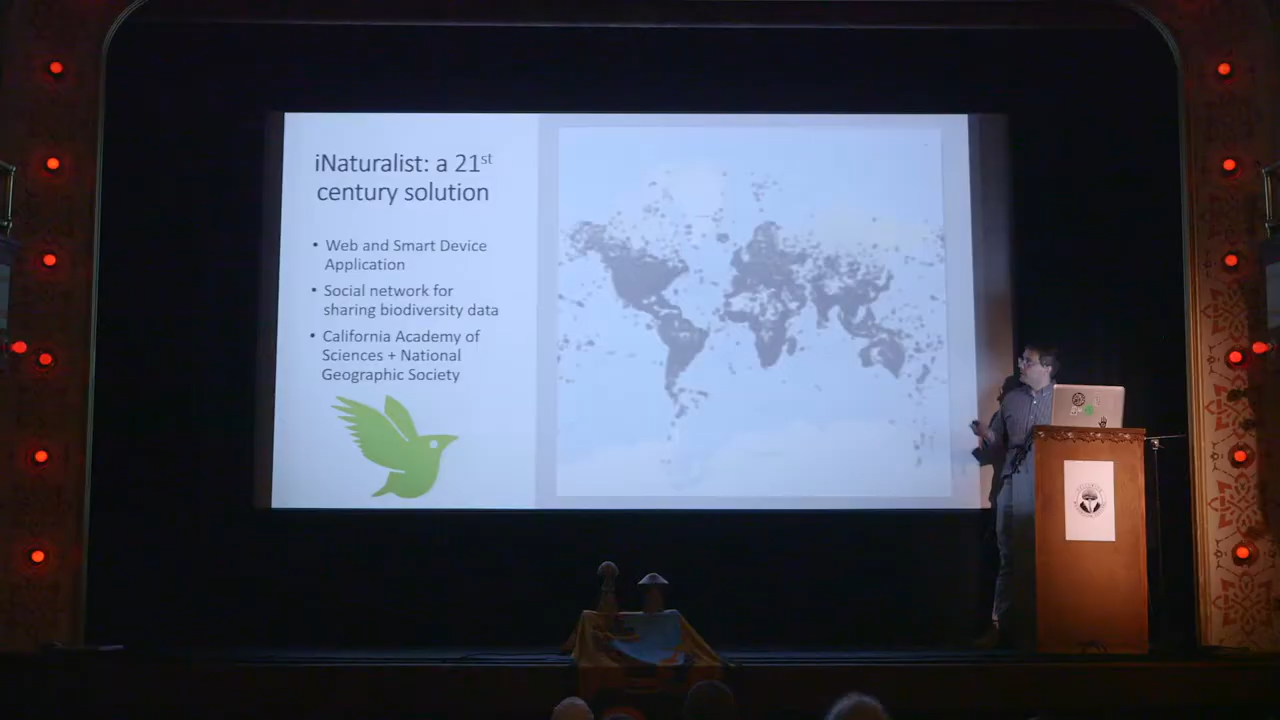 iNaturalist: a 21st
century solution
• Web and Smart Device
Application
• Social network for
sharing biodiversity data
• California Academy of
Sciences + National
Geographic Society